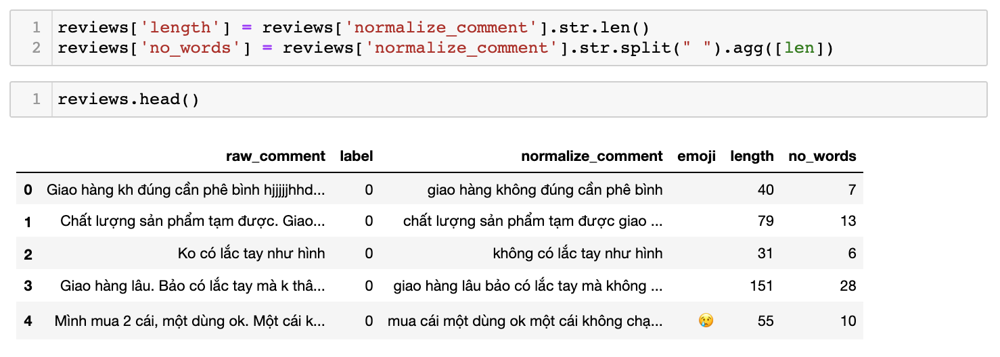 1 reviews['length'] = reviews['normalize_comment'].str.len()
2 reviews['no_words'] = reviews['normalize_comment'].str.split(" ").agg([len])
1 reviews.head()
raw_comment label normalize_comment emoji length no_words
0 Giao hàng kh đúng cần phê bình hjjjjjhhd... 0 giao hàng không đúng cần phê bình 40 7
1 Chất lượng sản phẩm tạm được. Giao... 0 chất lượng sản phẩm tạm được giao ... 79 13
2 Ko có lắc tay như hình 0 không có lắc tay như hình 31 6
3 Giao hàng lâu. Bảo có lắc tay mà k thâ... 0 giao hàng lâu bảo có lắc tay mà không ... 151 28
4 Mình mua 2 cái, một dùng ok. Một cái k... 0 mua cái một dùng ok một cái không chạ... 😢 55 10